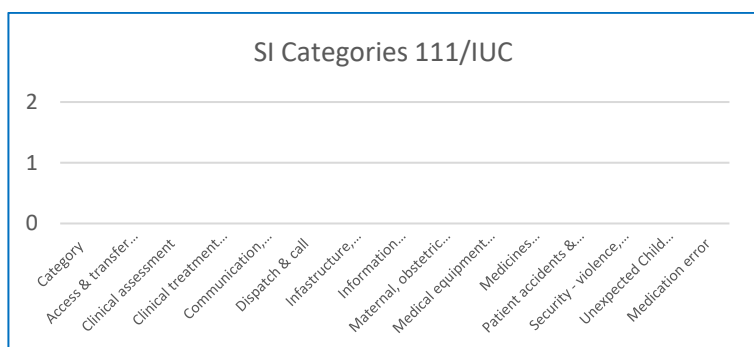 SI Categories 111/IUC
2
1
0
Category
Access & transfer...
Clinical assessment
Clinical treatment...
Communication,...
Dispatch & call
Infastructure,...
Information...
Maternal, obstetric...
Medical equipment...
Medicines...
Patient accidents &...
Security - violence,...
Unexpected Child...
Medication error